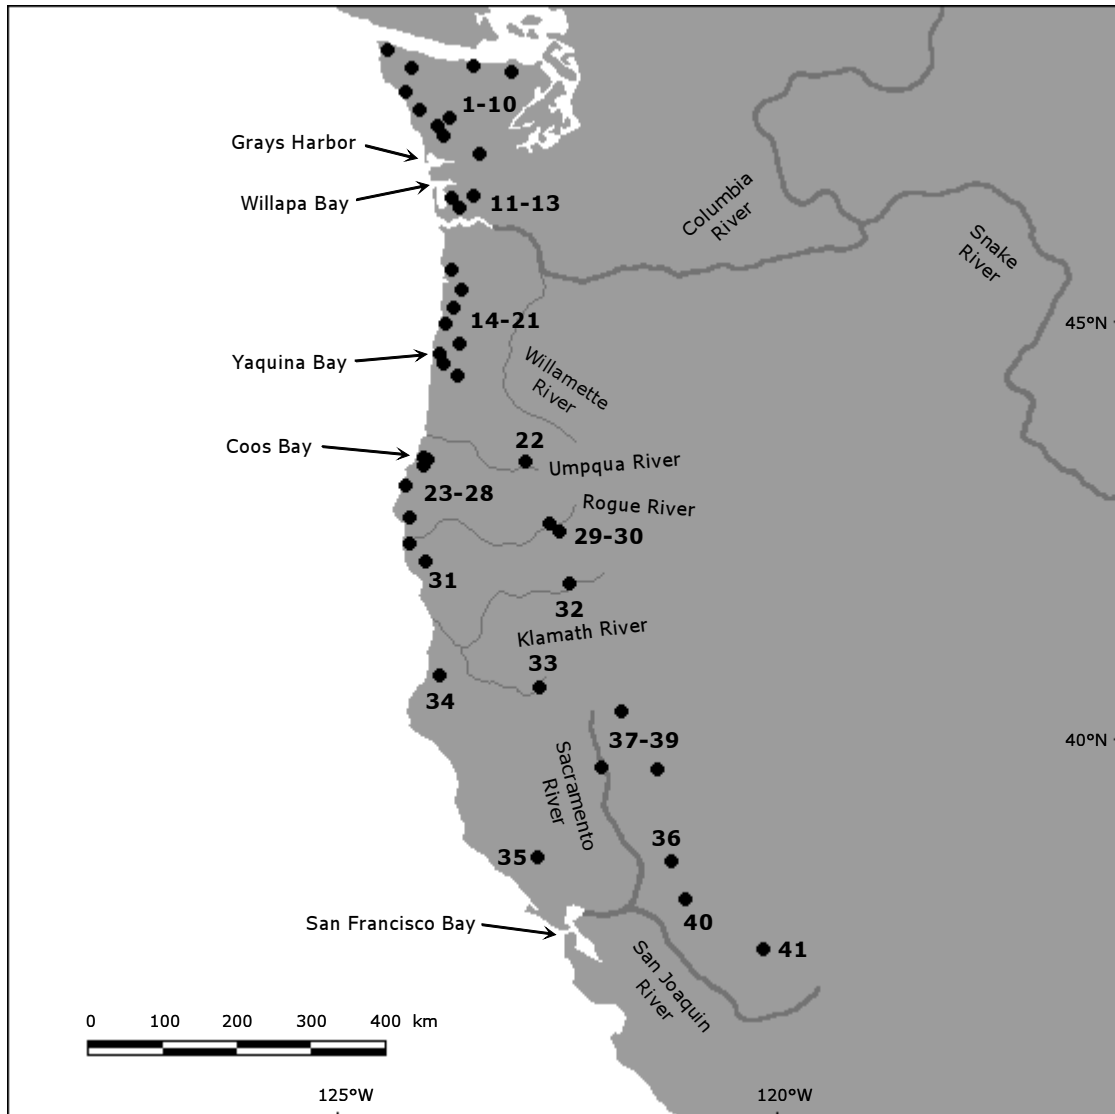 1-10
Grays Harbor
Willapa Bay
11-13
Columbia
River
Snake
River
45°N
14-21
Yaquina Bay
Willamette
River
Coos Bay
22
Umpqua River
23-28
Rogue River
29-30
31
32
Klamath River
33
34
37-39
40°N
Sacramento
River
36
35
San Francisco Bay
40
41
San Joaquin
River
0 100 200 300 400 km
125°W
120°W